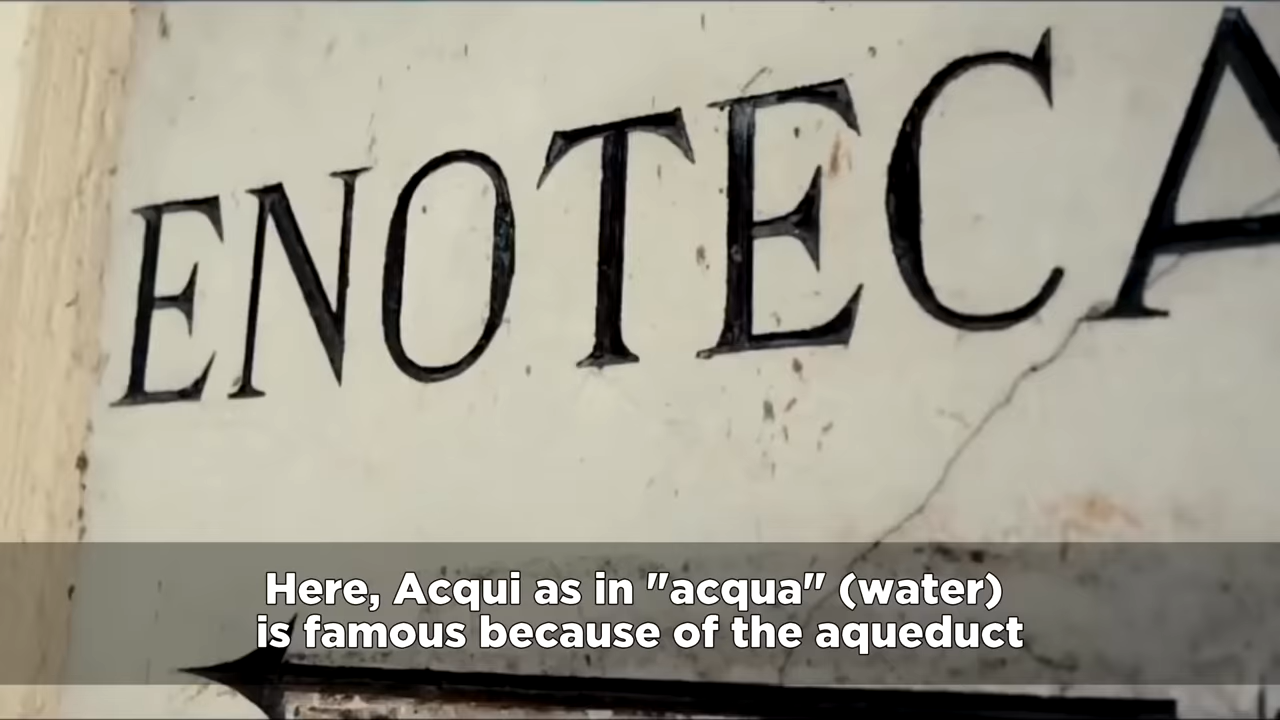 ENOTECA
Here, Acqui as in "acqua" (water)
is famous because of the aqueduct